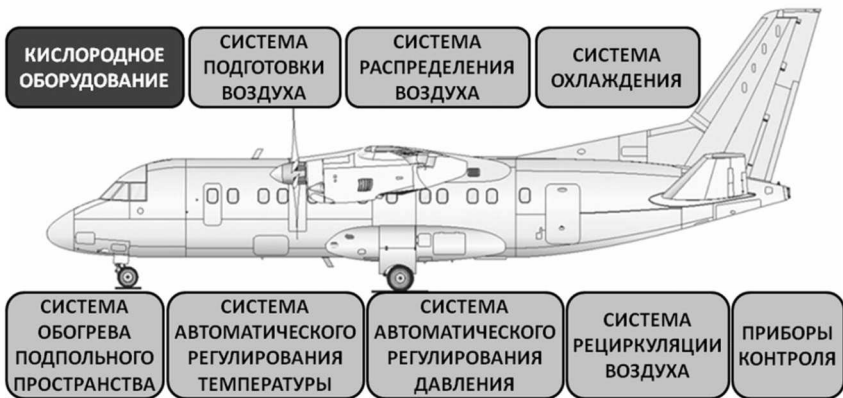 КИСЛОРОДНОЕ
ОБОРУДОВАНИЕ
СИСТЕМА
ПОДГОТОВКИ
ВОЗДУХА
СИСТЕМА
РАСПРЕДЕЛЕНИЯ
ВОЗДУХА
СИСТЕМА
ОХЛАЖДЕНИЯ
СИСТЕМА
ОБОГРЕВА
ПОДПОЛЬНОГО
ПРОСТРАНСТВА
СИСТЕМА
АВТОМАТИЧЕСКОГО
РЕГУЛИРОВАНИЯ
ТЕМПЕРАТУРЫ
СИСТЕМА
АВТОМАТИЧЕСКОГО
РЕГУЛИРОВАНИЯ
ДАВЛЕНИЯ
СИСТЕМА
РЕЦИРКУЛЯЦИИ
ВОЗДУХА
ПРИБОРЫ
КОНТРОЛЯ